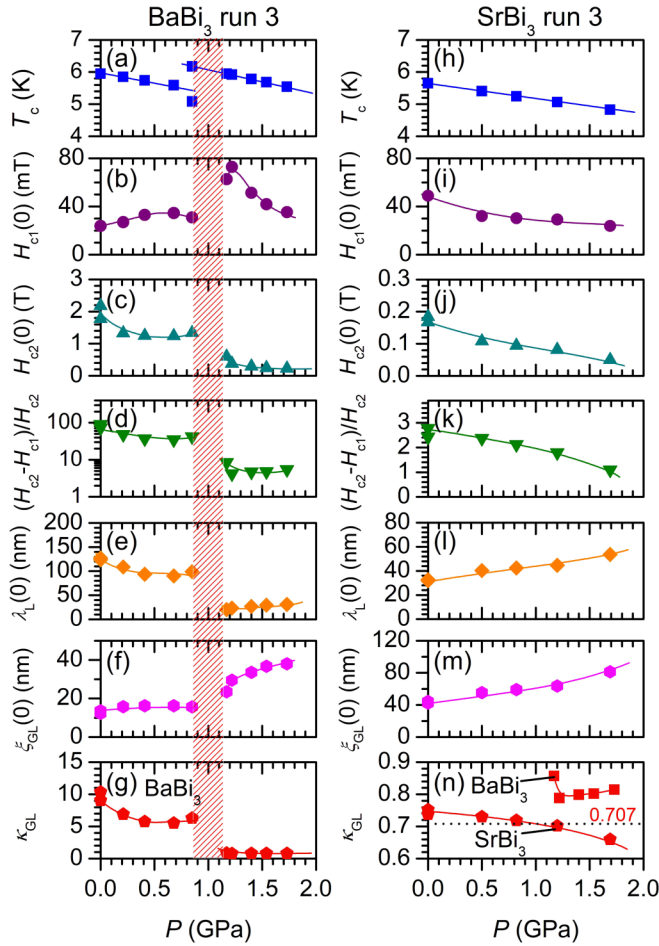 BaBi3 run 3
SrBi3 run 3
(a)
7
6
5
4
Tc (K)
(h)
7
6
5
4
Tc (K)
(b)
80
40
0
Hc1(0) (mT)
(i)
80
40
0
Hc1(0) (mT)
(c)
3
2
1
0
Hc2(0) (T)
(j)
0.3
0.2
0.1
0.0
Hc2(0) (T)
(d)
100
10
1
(Hc2-Hc1)/Hc2
(k)
3
2
1
0
(Hc2-Hc1)/Hc2
(e)
200
150
100
50
0
λL(0) (nm)
(l)
80
60
40
20
0
λL(0) (nm)
(f)
40
20
0
ξGL(0) (nm)
(m)
120
80
40
0
ξGL(0) (nm)
(g) BaBi3
15
10
5
0
κGL
(n)
0.9
0.8
0.7
0.6
κGL
BaBi3
0.707
SrBi3
0.0 0.5 1.0 1.5 2.0
P (GPa)
0.0 0.5 1.0 1.5 2.0
P (GPa)